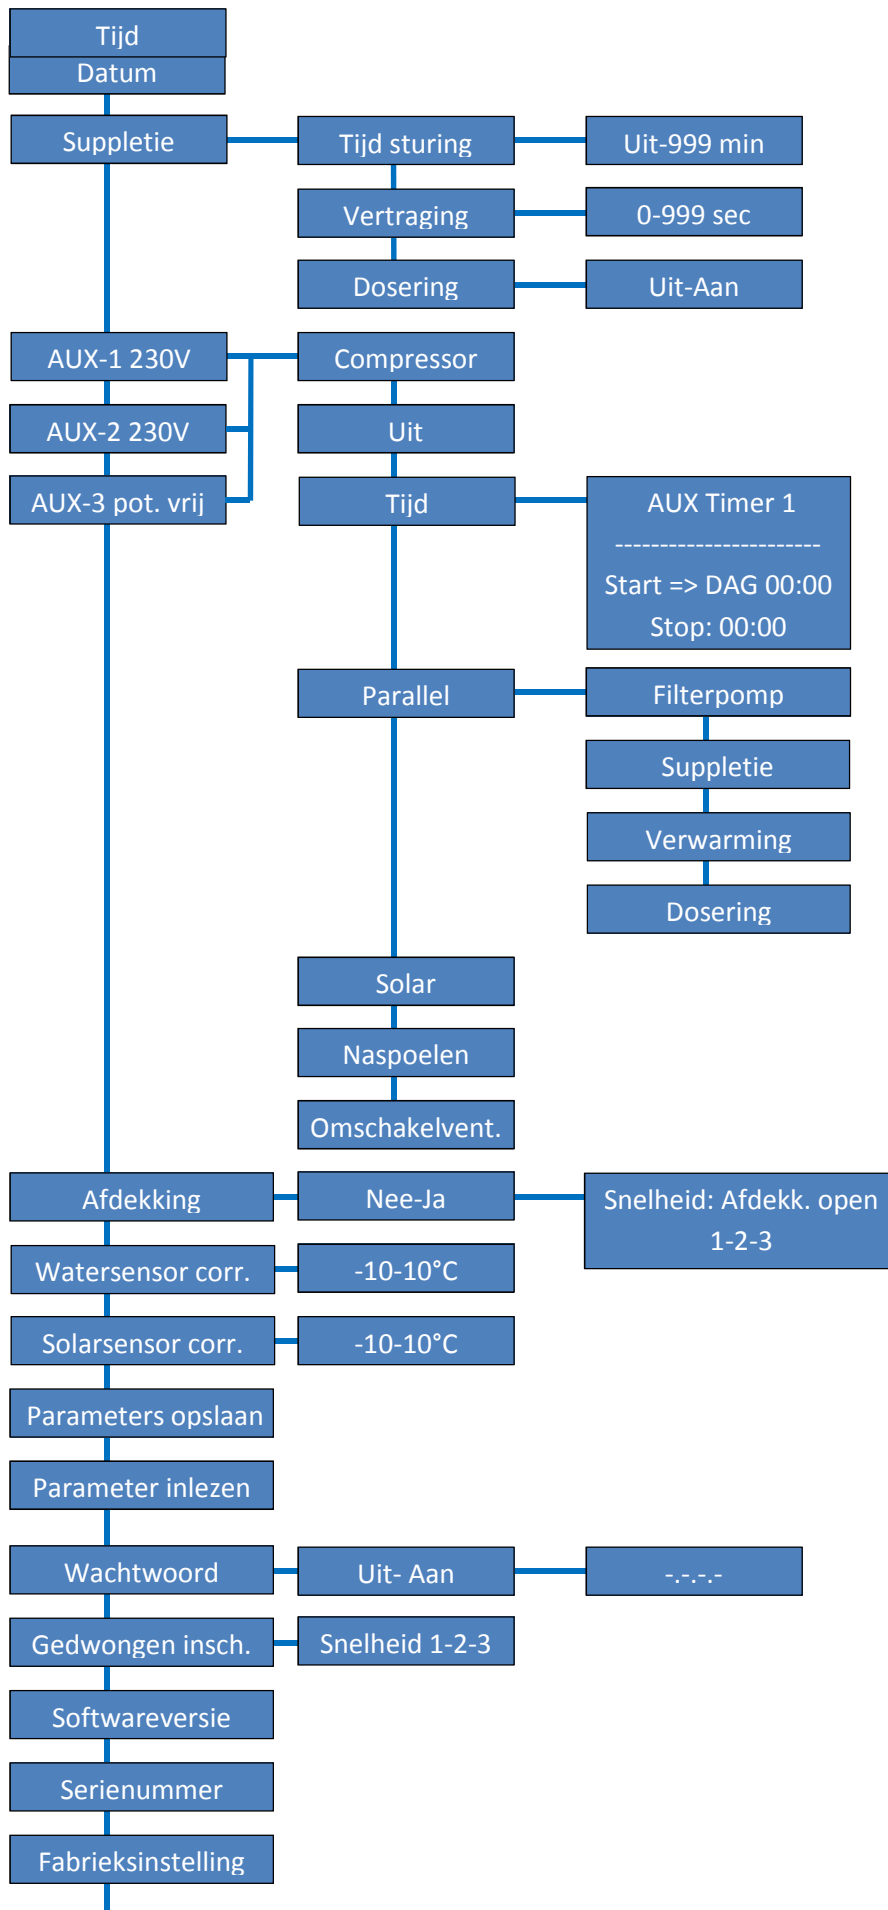 Tijd
Datum
Suppletie
Tijd sturing
Uit-999 min
Vertraging
0-999 sec
Dosering
Uit-Aan
AUX-1 230V
Compressor
AUX-2 230V
Uit
AUX-3 pot. vrij
Tijd
AUX Timer 1
-----------------------
Start => DAG 00:00
Stop: 00:00
Parallel
Filterpomp
Suppletie
Verwarming
Dosering
Solar
Naspoelen
Omschakelvent.
Afdekking
Nee-Ja
Snelheid: Afdekk. open
1-2-3
Watersensor corr.
-10-10°C
Solarsensor corr.
-10-10°C
Parameters opslaan
Parameter inlezen
Wachtwoord
Uit- Aan
-.-.-.-
Gedwongen insch.
Snelheid 1-2-3
Softwareversie
Serienummer
Fabrieksinstelling